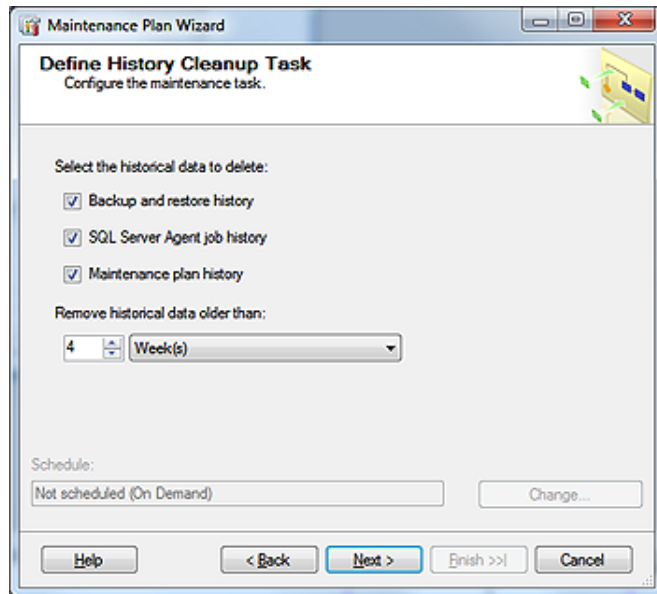 Maintenance Plan Wizard
Define History Cleanup Task
Configure the maintenance task.
Select the historical data to delete:
Backup and restore history
SQL Server Agent job history
Maintenance plan history
Remove historical data older than:
4 Week(s)
Schedule:
Not scheduled (On Demand) Change...
Help < Back Next > Finish >>| Cancel